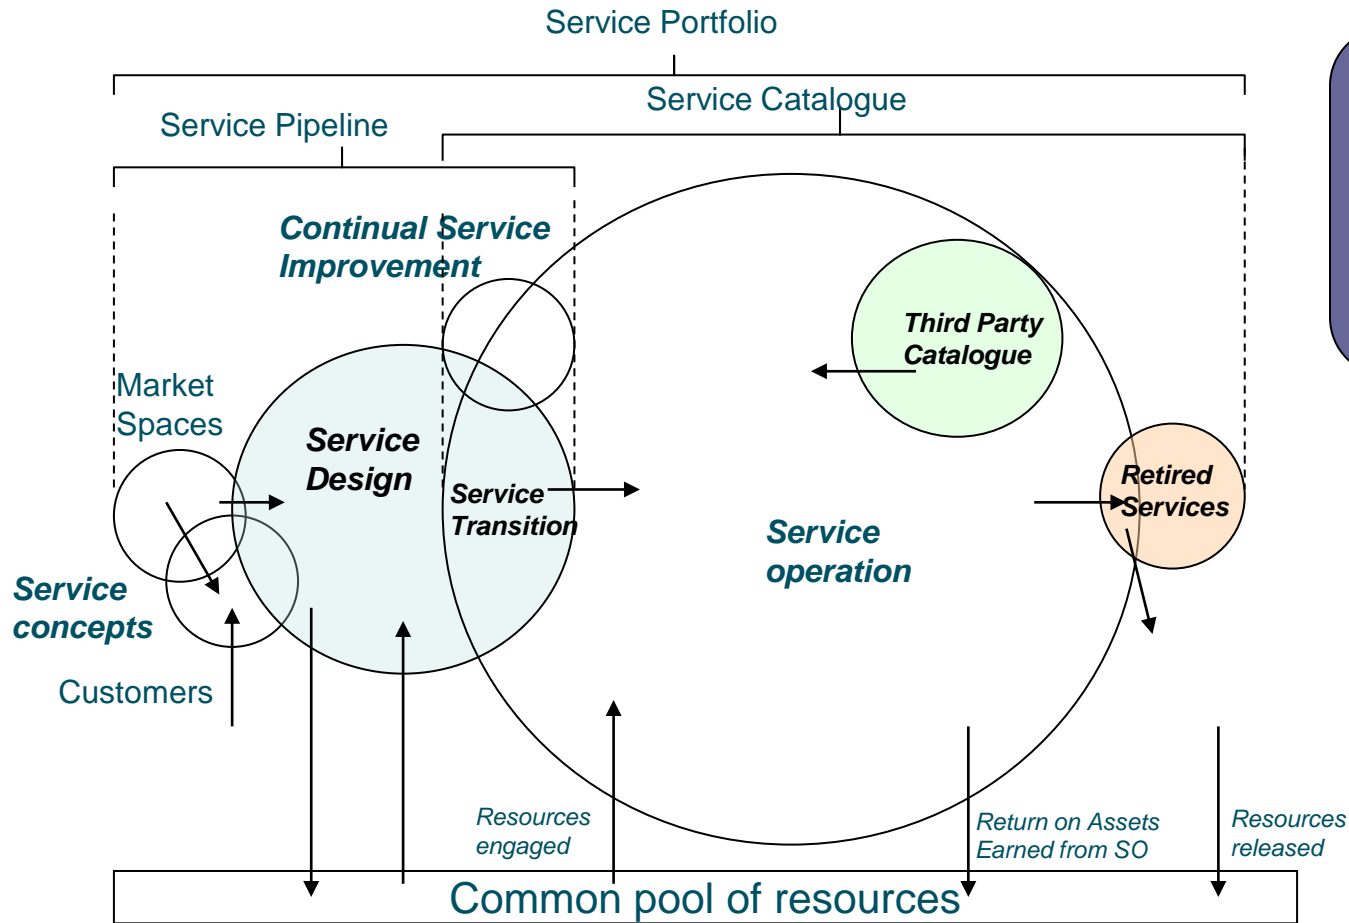 Service Portfolio
Service Catalogue
Service Pipeline
Continual Service
Improvement
Third Party
Catalogue
Market
Spaces
Service
Design
Service
Transition
Retired
Services
Service
operation
Service
concepts
Customers
Resources
engaged
Return on Assets
Earned from SO
Resources
released
Common pool of resources